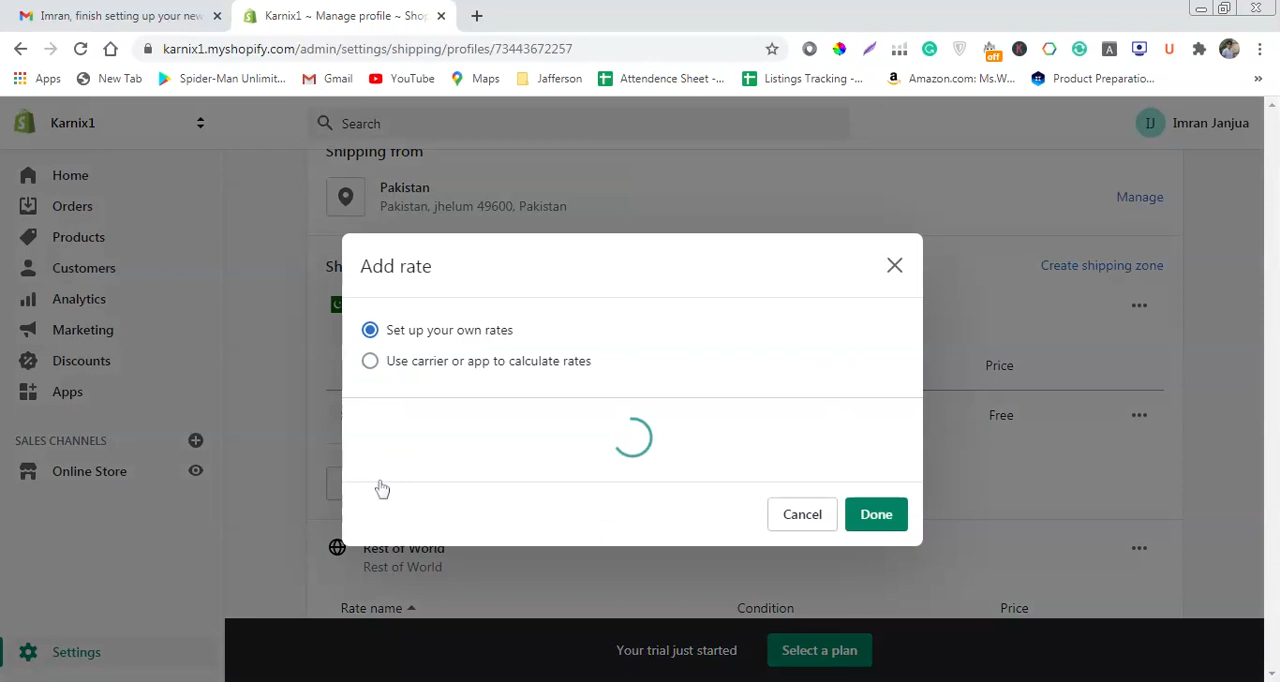 Imran, finish setting up your new
Karnix1 ~ Manage profile ~ Shop
karnix1.myshopify.com/admin/settings/shipping/profiles/73443672257
off
Apps
New Tab
Spider-Man Unlimit...
Gmail
YouTube
Maps
Jafferson
Attendence Sheet -...
Listings Tracking -...
Amazon.com: Ms.W...
Product Preparatio...
»
Karnix1
Search
IJ
Imran Janjua
Home
Orders
Products
Customers
Analytics
Marketing
Discounts
Apps
SALES CHANNELS
Online Store
Settings
Shipping from
Pakistan
Pakistan, jhelum 49600, Pakistan
Manage
Sh
Create shipping zone
Price
Free
Add rate
Set up your own rates
Use carrier or app to calculate rates
Cancel
Done
Rest of World
Rest of World
Rate name
Condition
Price
Your trial just started
Select a plan